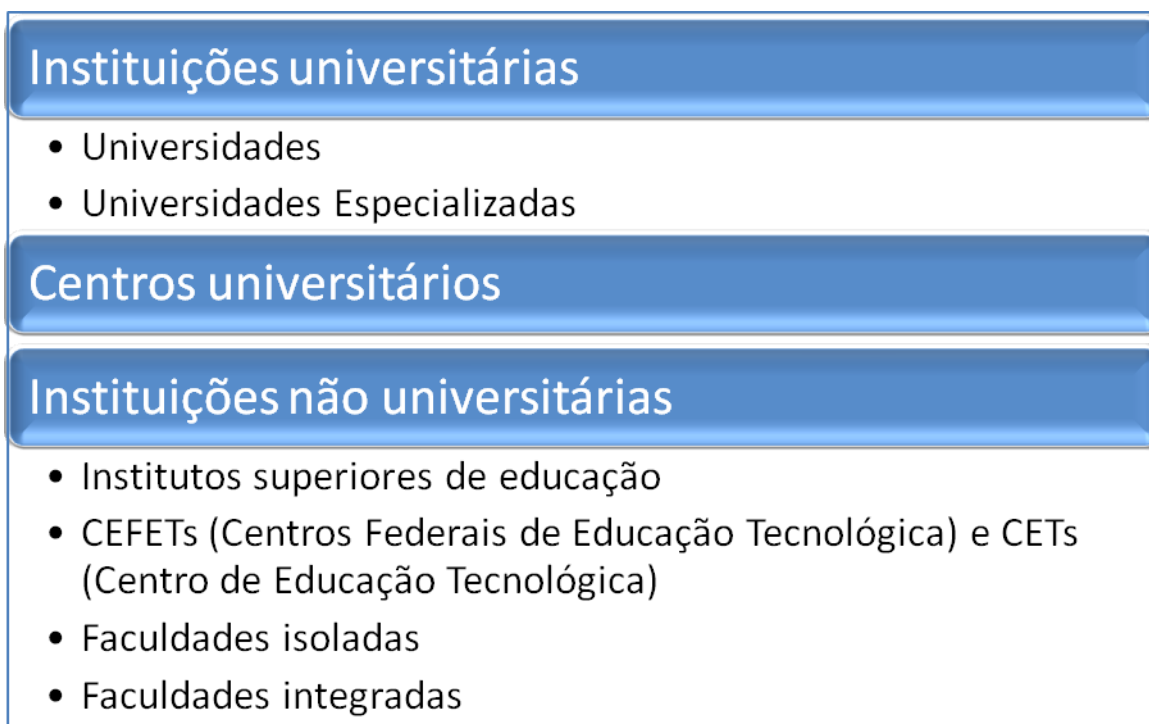 Instituições universitárias
• Universidades
• Universidades Especializadas
Centros universitários
Instituições não universitárias
• Institutos superiores de educação
• CEFETs (Centros Federais de Educação Tecnológica) e CETs
(Centro de Educação Tecnológica)
• Faculdades isoladas
• Faculdades integradas